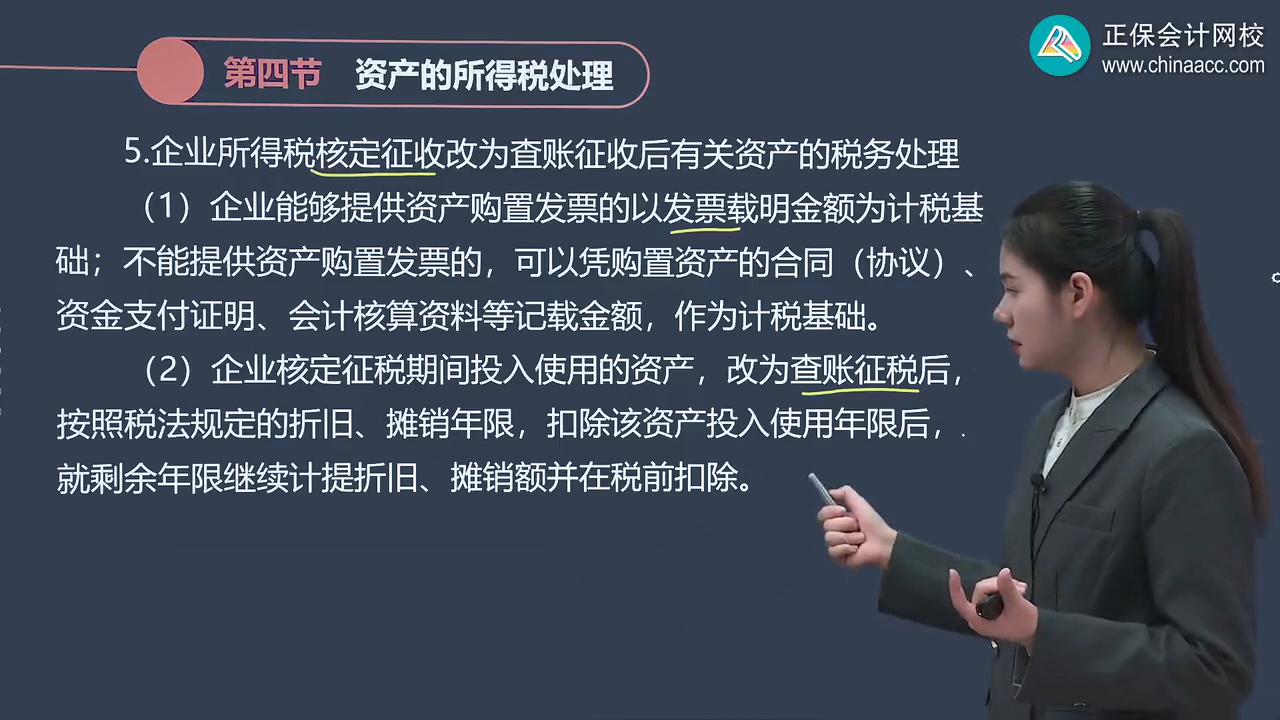 正保会计网校
www.chinaacc.com
第四节 资产的所得税处理
5.企业所得税核定征收改为查账征收后有关资产的税务处理
（1）企业能够提供资产购置发票的以发票载明金额为计税基
础；不能提供资产购置发票的，可以凭购置资产的合同（协议）、
资金支付证明、会计核算资料等记载金额，作为计税基础。
（2）企业核定征税期间投入使用的资产，改为查账征税后，
按照税法规定的折旧、摊销年限，扣除该资产投入使用年限后，
就剩余年限继续计提折旧、摊销额并在税前扣除。